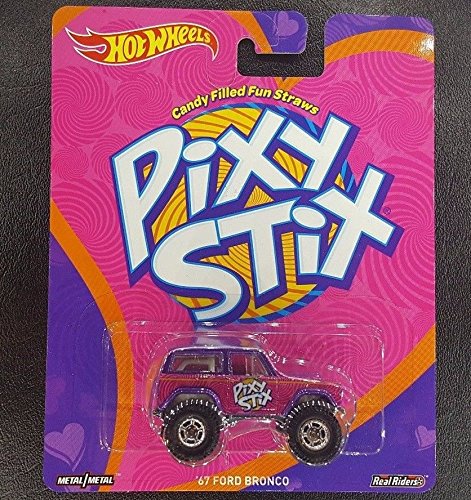 Hot Wheels
Candy Filled Fun Straws
PiXY
STiX
®
PiXY
STiX
METAL/METAL
'67 FORD BRONCO
Real Riders